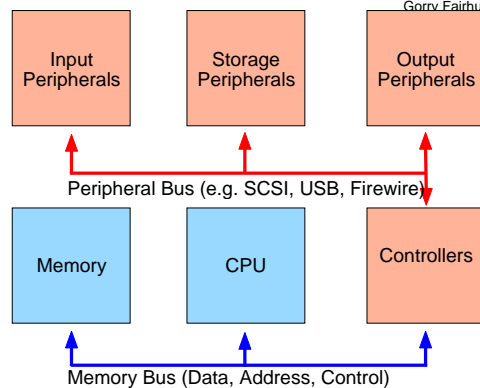 Gorry Fairhu
Input
Peripherals
Storage
Peripherals
Output
Peripherals
Peripheral Bus (e.g. SCSI, USB, Firewire)
Memory
CPU
Controllers
Memory Bus (Data, Address, Control)